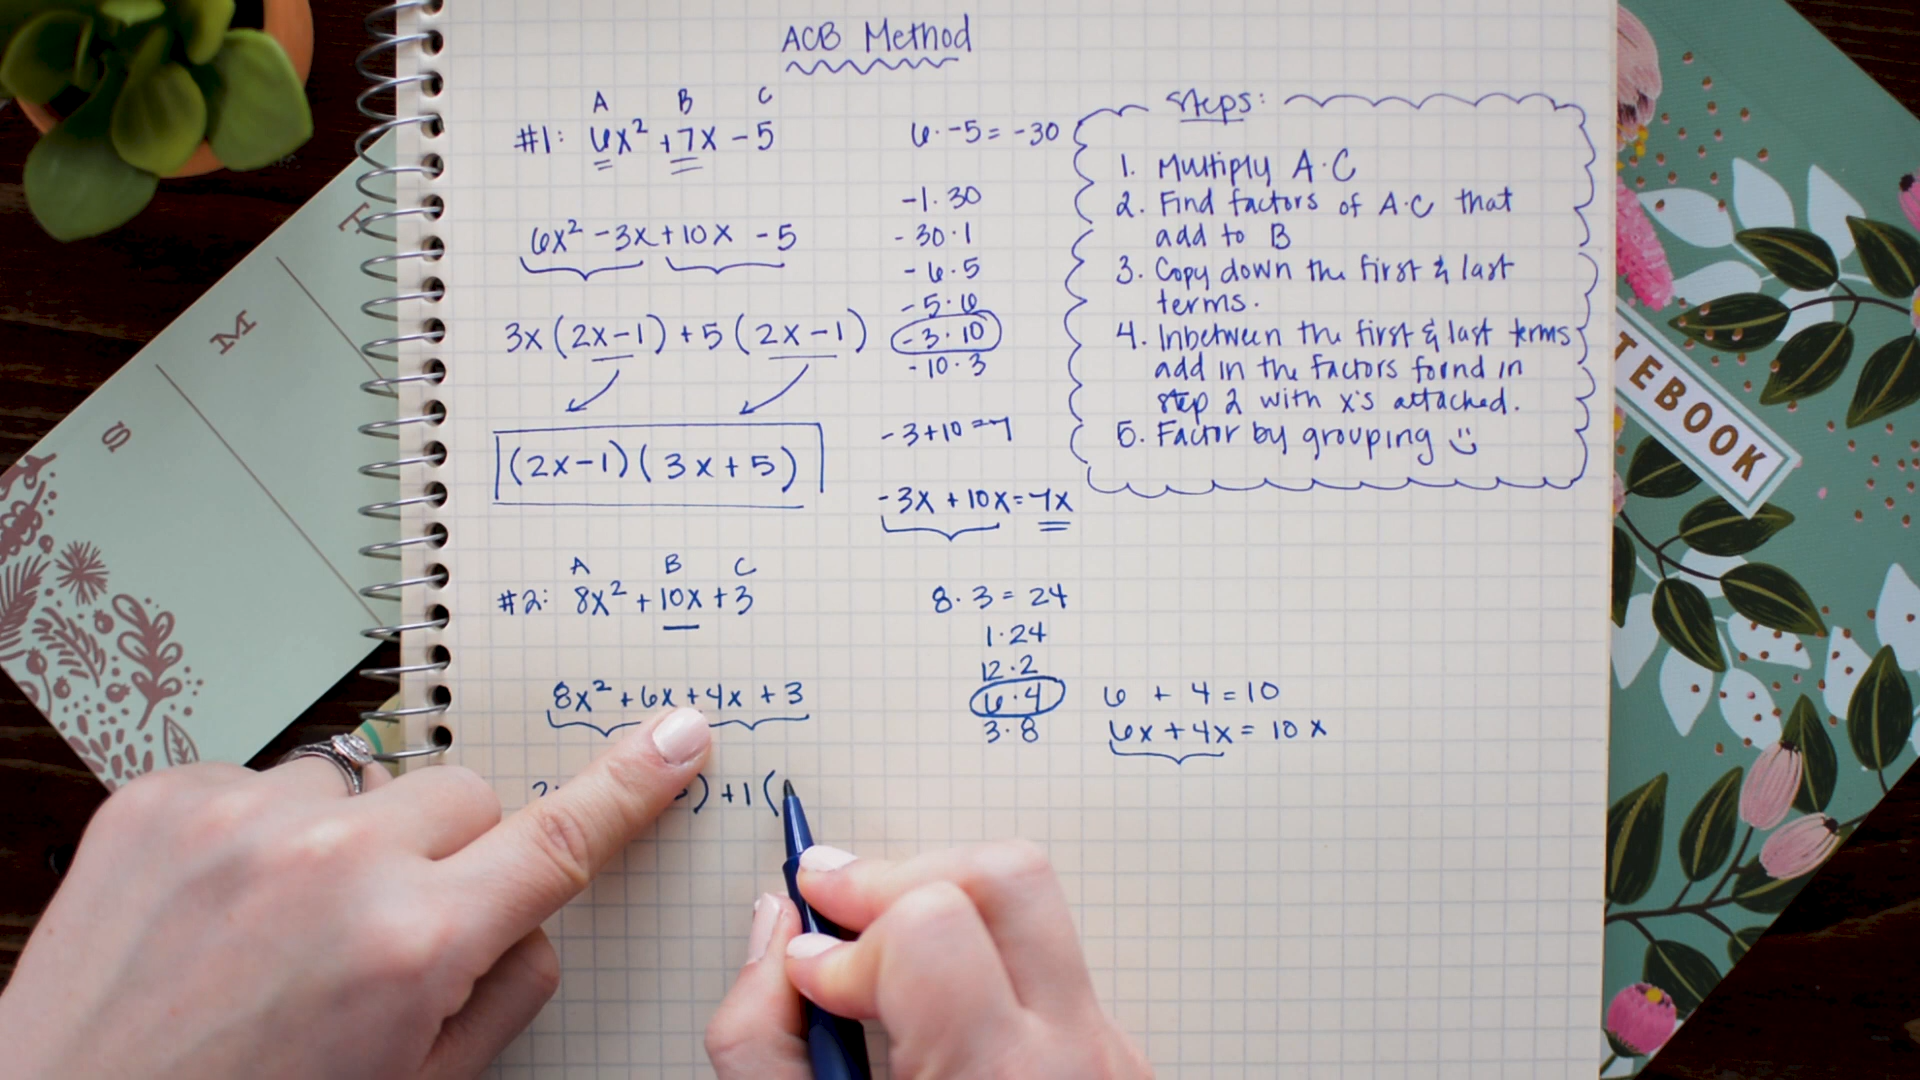 ACB Method
A B C
#1: 6x² + 7x - 5
6x² - 3x + 10x - 5
3x (2x-1) + 5 (2x-1)
(2x-1)(3x+5)
6·-5 = -30
-1·30
-30·1
-6·5
-5·6
-3·10
-10·3
-3+10=7
-3x + 10x = 7x
Steps:
1. Multiply A·C
2. Find factors of A·C that
add to B
3. Copy down the first & last
terms.
4. Inbetween the first & last terms
add in the factors found in
step 2 with x's attached.
5. Factor by grouping
A B C
#2: 8x² + 10x + 3
8x² + 6x + 4x + 3
) +1 (
8·3 = 24
1·24
12·2
6·4
3·8
6 + 4 = 10
6x + 4x = 10x
S M T
TEBOOK